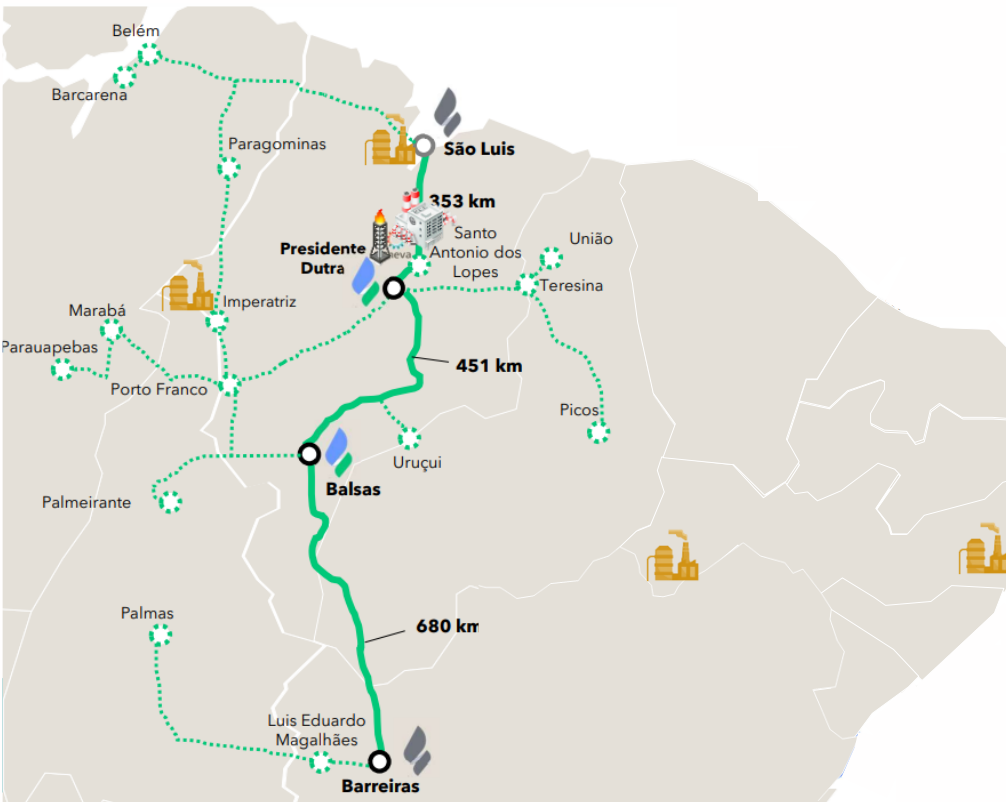 Belém
Barcarena
Paragominas
São Luis
353 km
Santo
Antonio dos
Lopes
União
Presidente
Dutra
eneva
Teresina
Imperatriz
Marabá
Parauapebas
451 km
Porto Franco
Picos
Uruçui
Balsas
Palmeirante
Palmas
680 km
Luis Eduardo
Magalhães
Barreiras